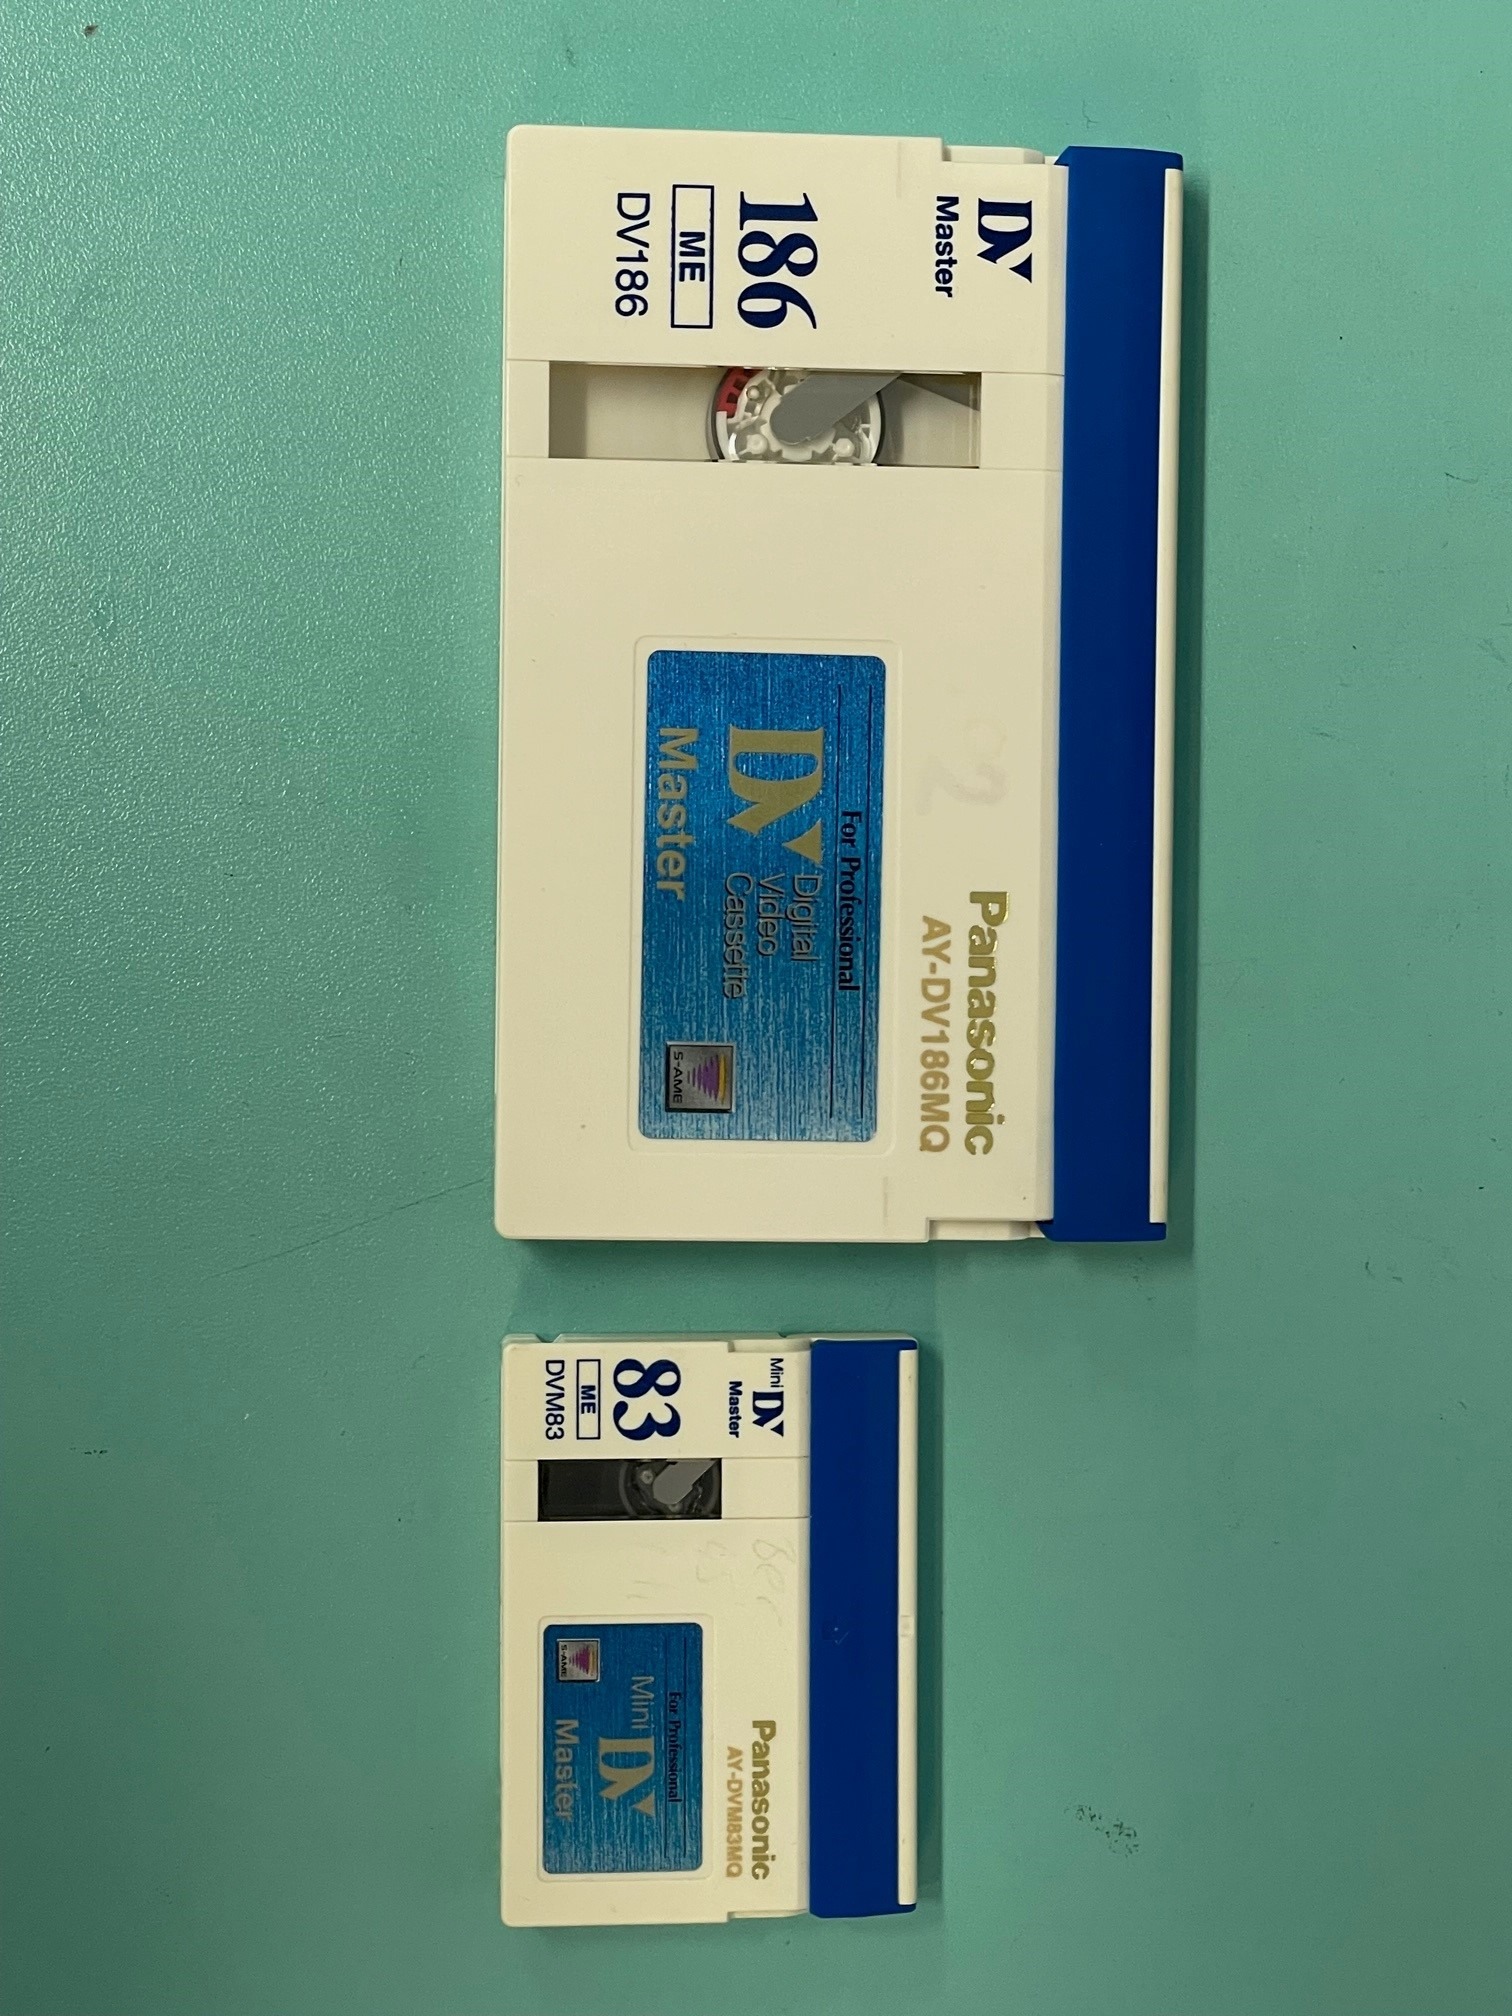 DV
Master
186
ME
DV186
Panasonic
AY-DV186MQ
For Professional
DV
Digital
Video
Cassette
Master
S-AME
Mini DV
Master
83
ME
DVM83
Panasonic
AY-DVM83MQ
For Professional
Mini DV
Master
S-AME